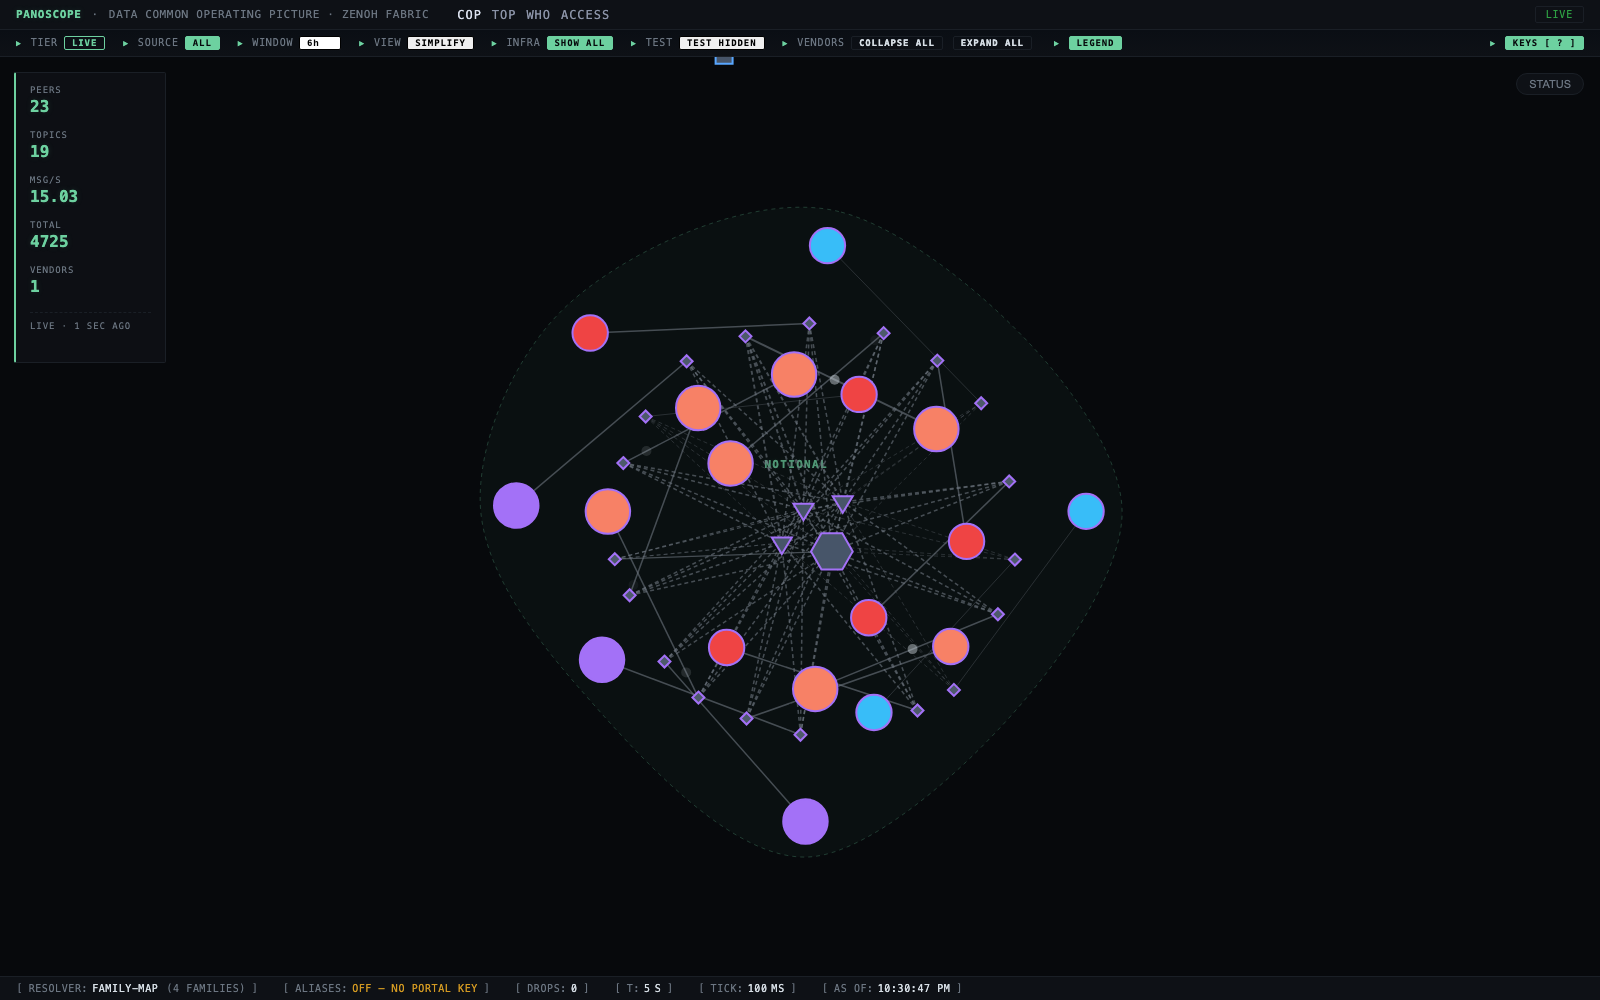 PANOSCOPE · DATA COMMON OPERATING PICTURE · ZENOH FABRIC COP TOP WHO ACCESS LIVE
▶ TIER LIVE ▶ SOURCE ALL ▶ WINDOW 6h ▶ VIEW SIMPLIFY ▶ INFRA SHOW ALL ▶ TEST TEST HIDDEN ▶ VENDORS COLLAPSE ALL EXPAND ALL ▶ LEGEND ▶ KEYS [ ? ]
STATUS
PEERS
23
TOPICS
19
MSG/S
15.03
TOTAL
4725
VENDORS
1
LIVE · 1 SEC AGO
NOTIONAL
[ RESOLVER: FAMILY-MAP (4 FAMILIES) ] [ ALIASES: OFF — NO PORTAL KEY ] [ DROPS: 0 ] [ T: 5 S ] [ TICK: 100 MS ] [ AS OF: 10:30:47 PM ]